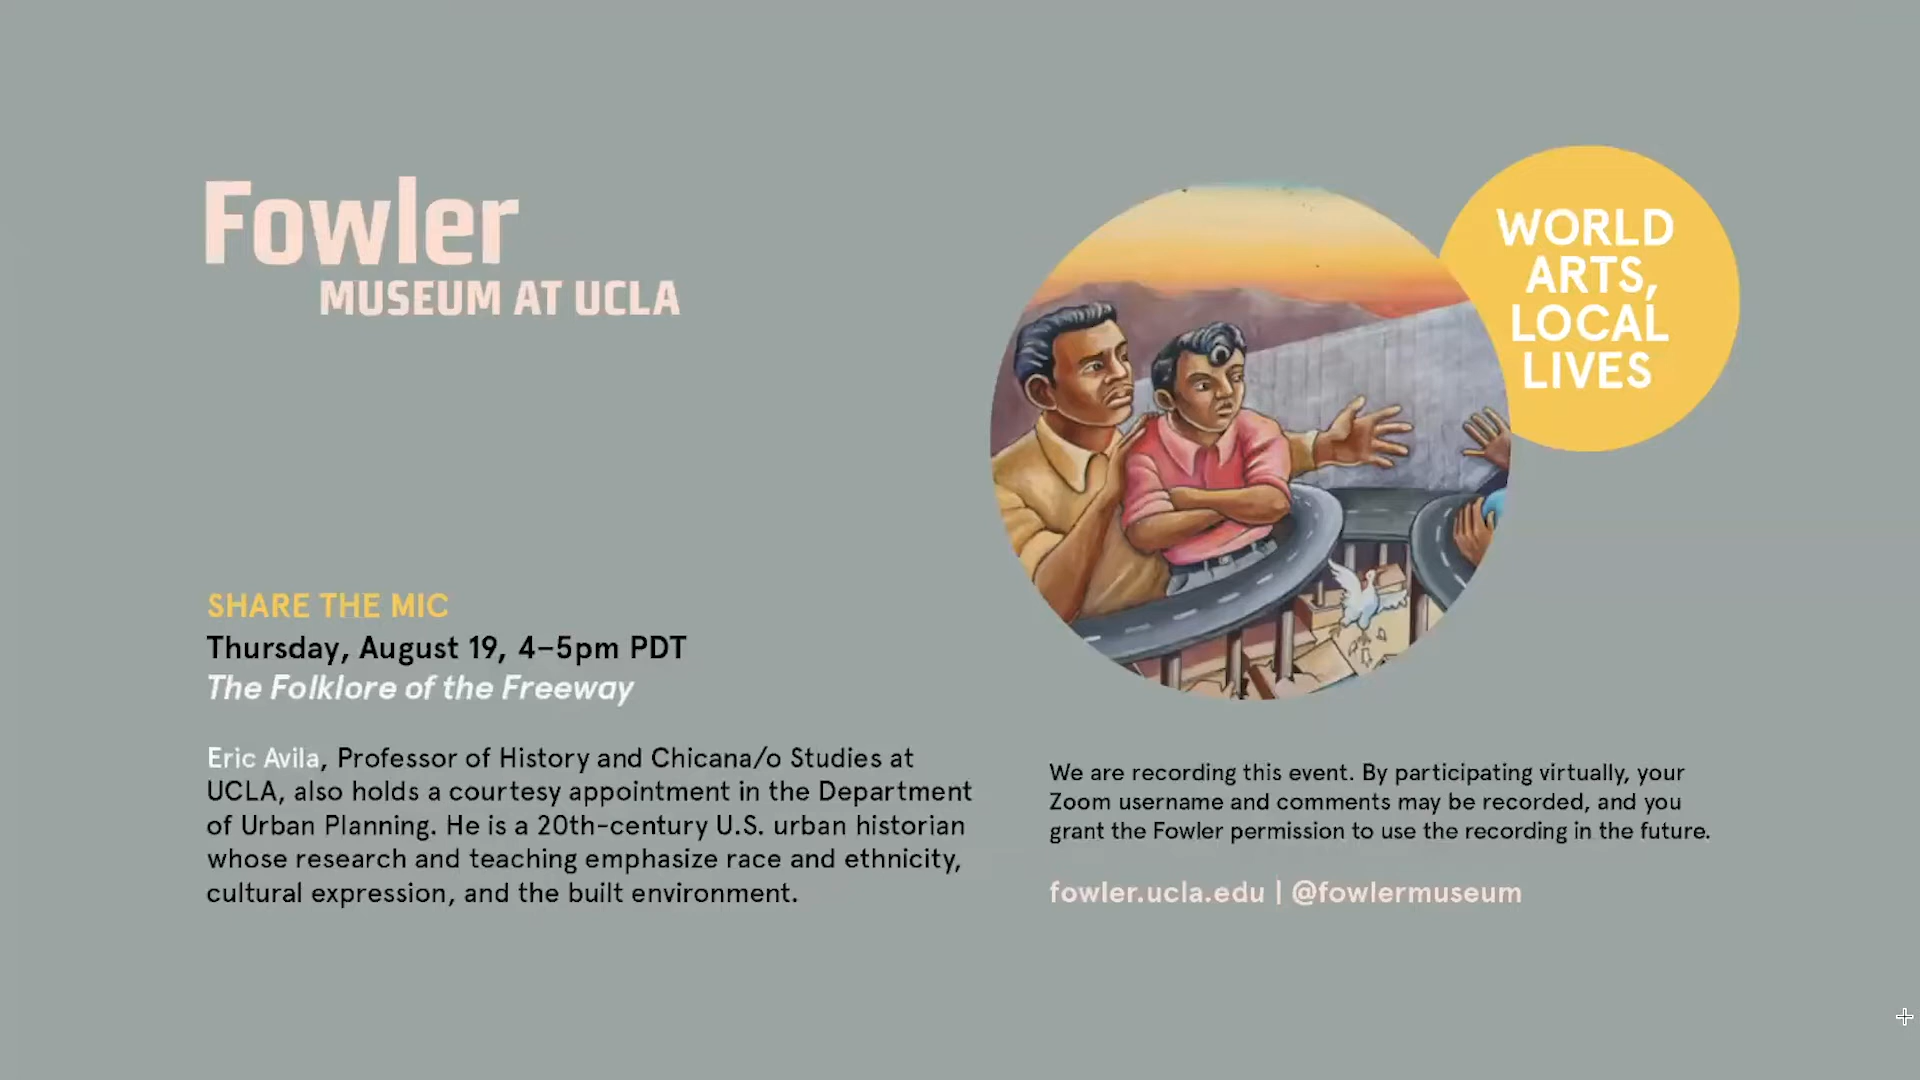 Fowler
MUSEUM AT UCLA
WORLD
ARTS,
LOCAL
LIVES
SHARE THE MIC
Thursday, August 19, 4–5pm PDT
The Folklore of the Freeway
Eric Avila, Professor of History and Chicana/o Studies at
UCLA, also holds a courtesy appointment in the Department
of Urban Planning. He is a 20th-century U.S. urban historian
whose research and teaching emphasize race and ethnicity,
cultural expression, and the built environment.
We are recording this event. By participating virtually, your
Zoom username and comments may be recorded, and you
grant the Fowler permission to use the recording in the future.
fowler.ucla.edu | @fowlermuseum